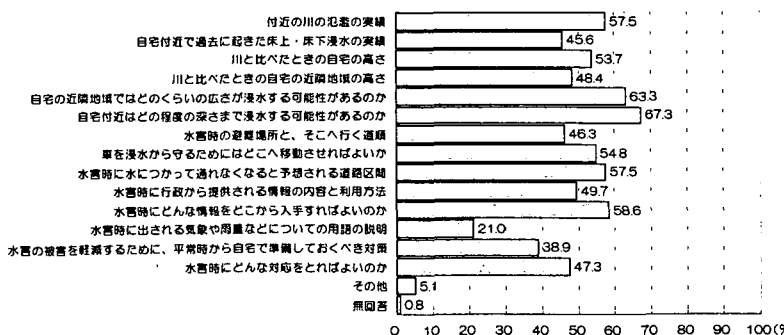 付近の川の氾濫の実績 57.5
自宅付近で過去に起きた床上・床下浸水の実績 45.6
川と比べたときの自宅の高さ 53.7
川と比べたときの自宅の近隣地域の高さ 48.4
自宅の近隣地域ではどのくらいの広さが浸水する可能性があるのか 63.3
自宅付近はどの程度の深さまで浸水する可能性があるのか 67.3
水害時の避難場所と、そこへ行く道順 46.3
車を浸水から守るためにはどこへ移動させればよいか 54.8
水害時に水につかって通れなくなると予想される道路区間 57.5
水害時に行政から提供される情報の内容と利用方法 49.7
水害時にどんな情報をどこから入手すればよいのか 58.6
水害時に出される気象や雨量などについての用語の説明 21.0
水害の被害を軽減するために、平常時から自宅で準備しておくべき対策 38.9
水害時にどんな対応をとればよいのか 47.3
その他 5.1
無回答 0.8
0 10 20 30 40 50 60 70 80 90 100(%